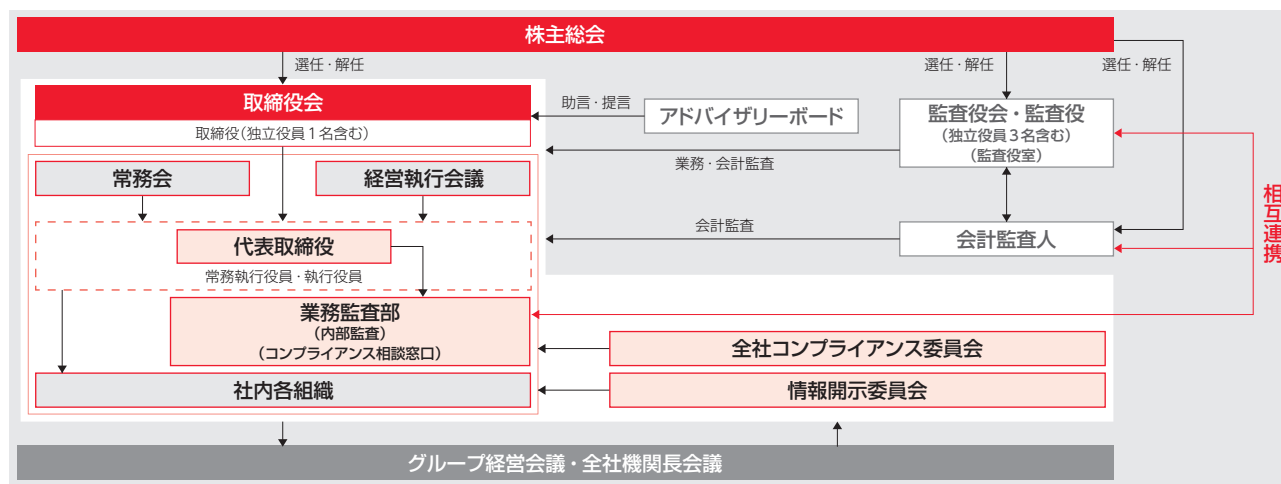 株主総会
選任・解任
選任・解任
選任・解任
取締役会
取締役(独立役員1名含む)
助言・提言
アドバイザリーボード
監査役会・監査役
(独立役員3名含む)
(監査役室)
業務・会計監査
常務会
経営執行会議
相互連携
会計監査
会計監査人
代表取締役
常務執行役員・執行役員
業務監査部
(内部監査)
(コンプライアンス相談窓口)
全社コンプライアンス委員会
社内各組織
情報開示委員会
グループ経営会議・全社機関長会議